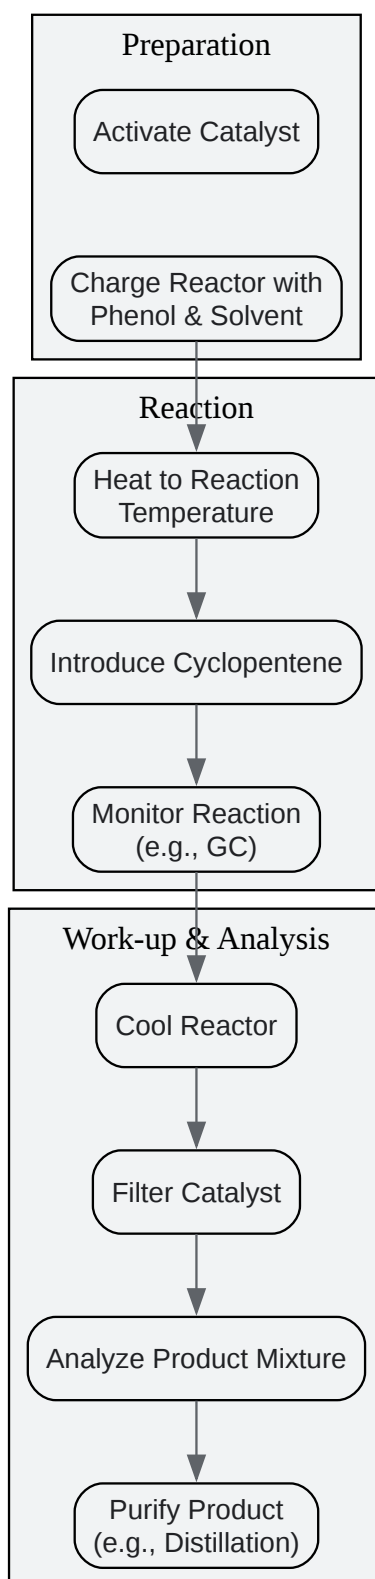 Preparation
Activate Catalyst
Charge Reactor with
Phenol & Solvent
Reaction
Heat to Reaction
Temperature
Introduce Cyclopentene
Monitor Reaction
(e.g., GC)
Work-up & Analysis
Cool Reactor
Filter Catalyst
Analyze Product Mixture
Purify Product
(e.g., Distillation)